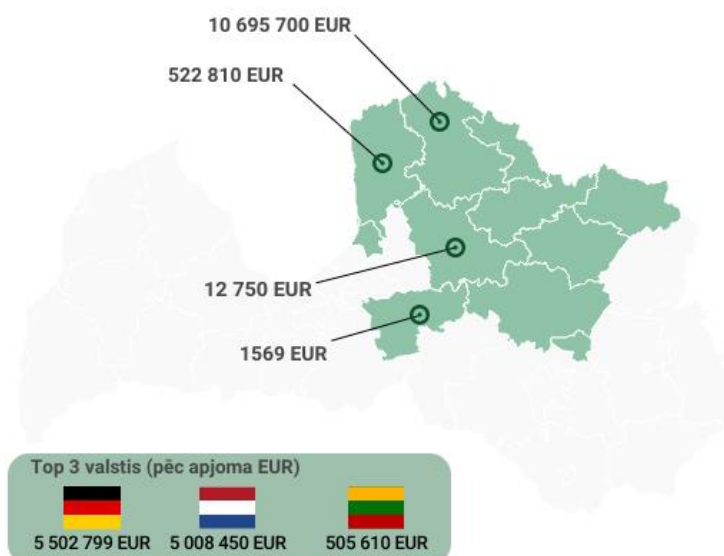 10 695 700 EUR
522 810 EUR
12 750 EUR
1569 EUR
Top 3 valstis (pēc apjoma EUR)
5 502 799 EUR 5 008 450 EUR 505 610 EUR